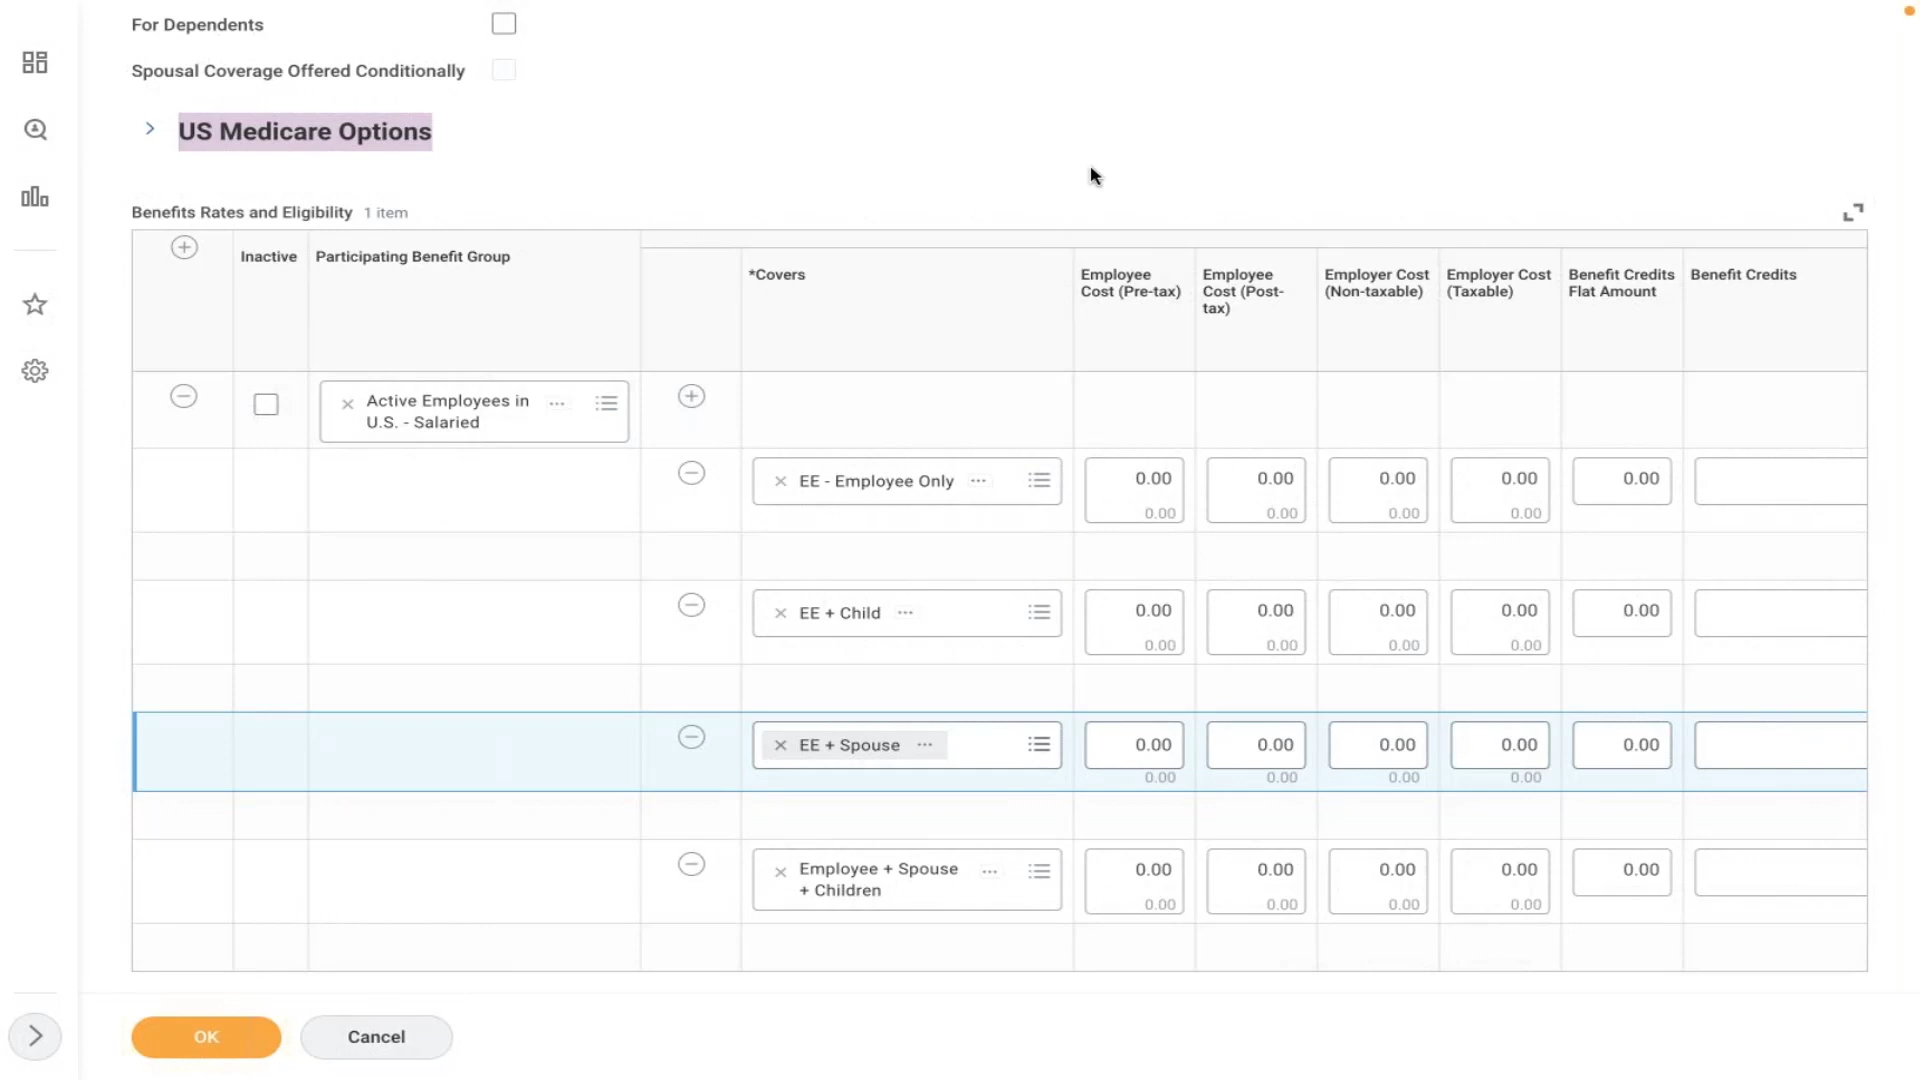 For Dependents
Spousal Coverage Offered Conditionally
US Medicare Options
Benefits Rates and Eligibility 1 item
Inactive
Participating Benefit Group
*Covers
Employee
Cost (Pre-tax)
Employee
Cost (Post-
tax)
Employer Cost
(Non-taxable)
Employer Cost
(Taxable)
Benefit Credits
Flat Amount
Benefit Credits
Active Employees in
U.S. - Salaried
EE - Employee Only
0.00 0.00 0.00 0.00 0.00
0.00 0.00 0.00 0.00
EE + Child
0.00 0.00 0.00 0.00 0.00
0.00 0.00 0.00 0.00
EE + Spouse
0.00 0.00 0.00 0.00 0.00
0.00 0.00 0.00 0.00
Employee + Spouse
+ Children
0.00 0.00 0.00 0.00 0.00
0.00 0.00 0.00 0.00
OK
Cancel